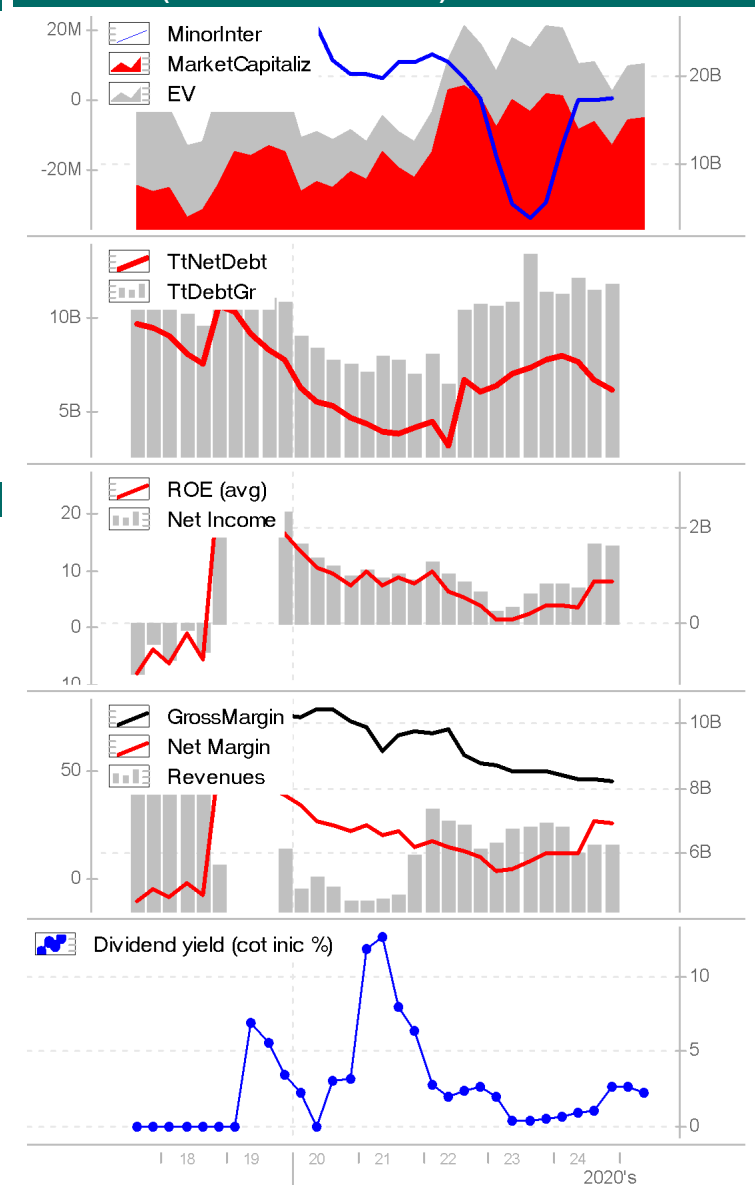 20M
MinorInter
MarketCapitaliz
20B
0
EV
-20M
10B
TtNetDebt
TtDebtGr
10B
5B
ROE (avg)
20
Net Income
2B
10
0
0
GrossMargin
10B
Net Margin
50
Revenues
8B
6B
0
Dividend yield (cot inic %)
10
5
0
18 19 20 21 22 23 24
2020's